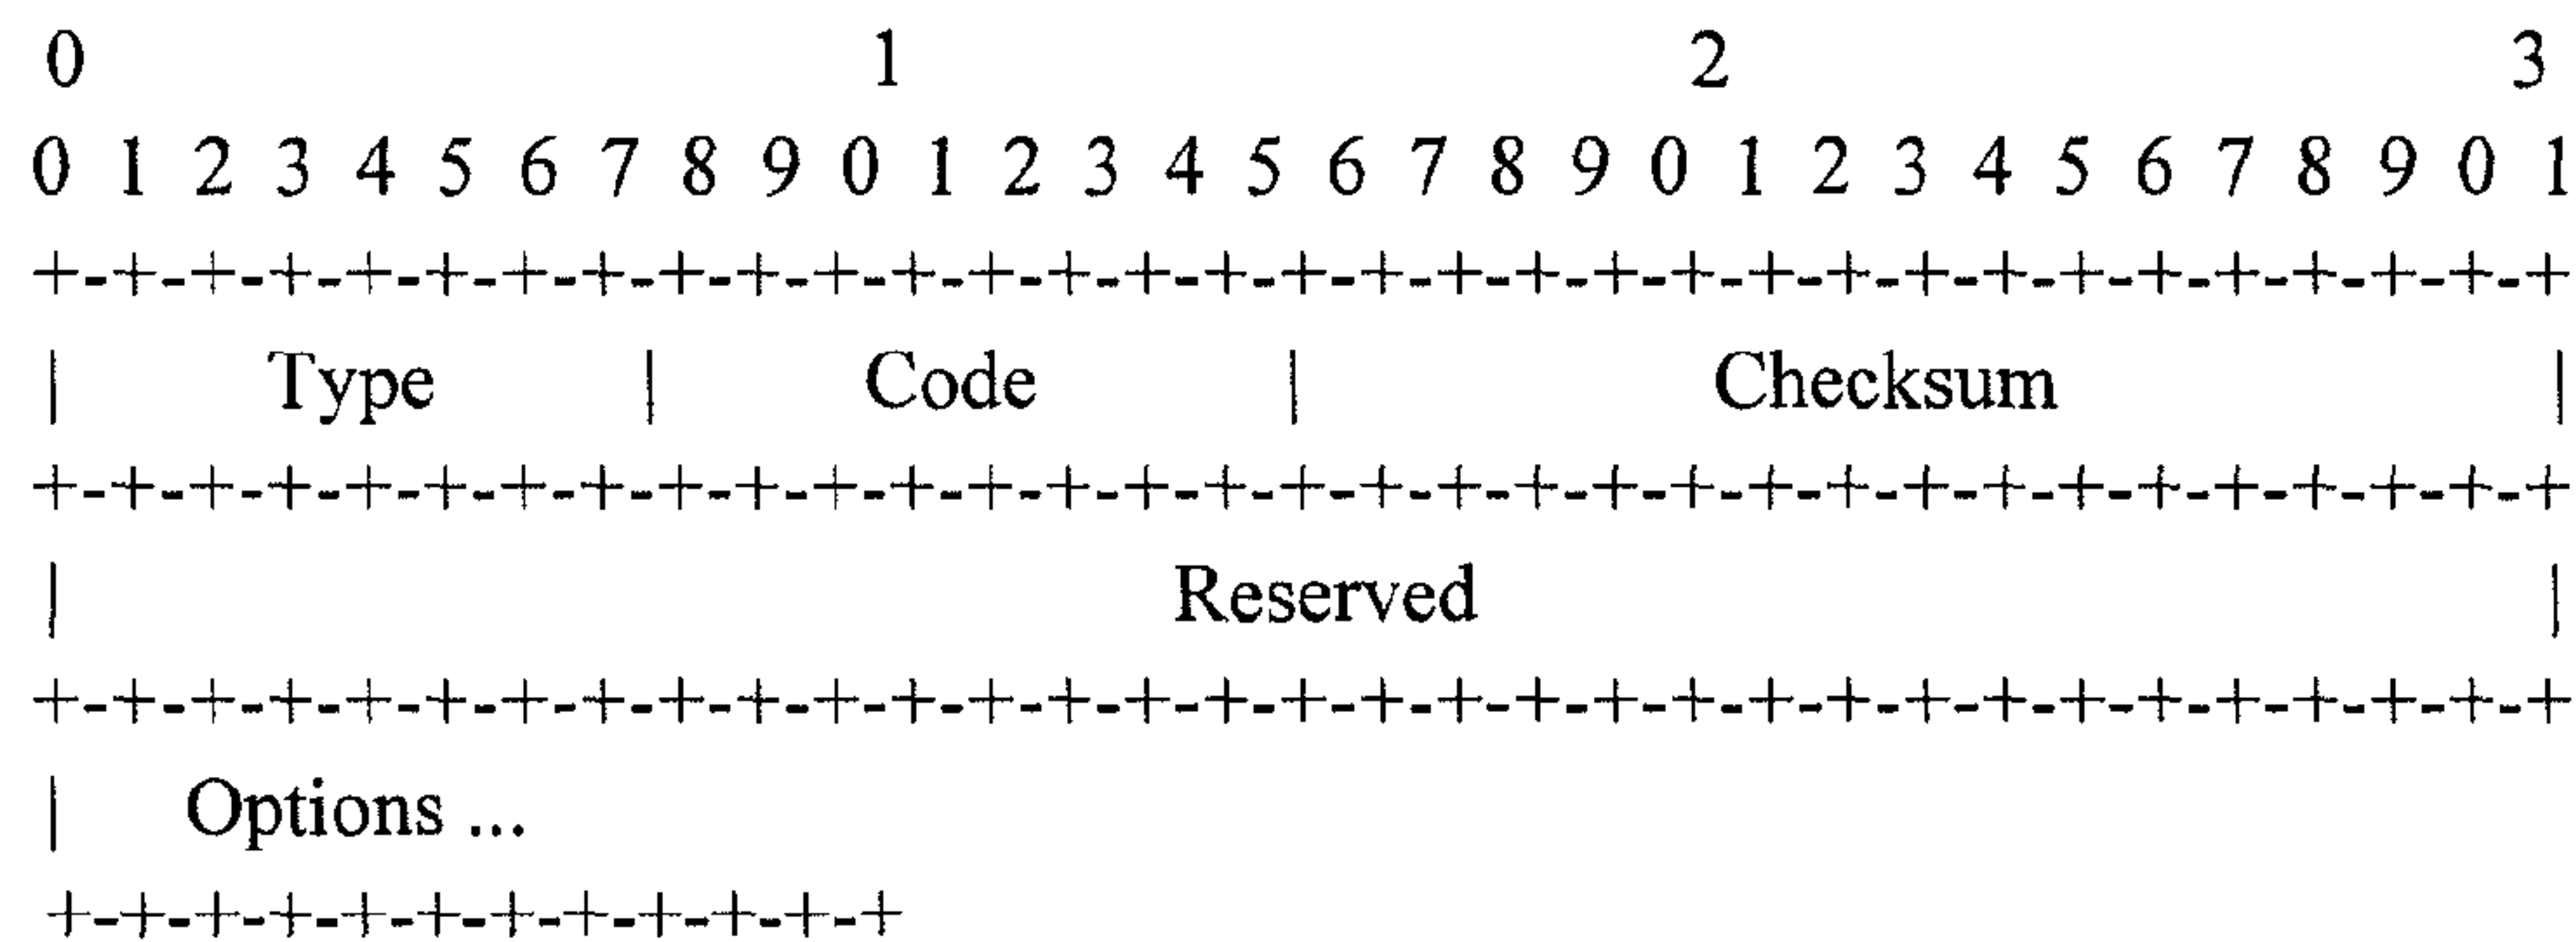 0 1 2 3
0 1 2 3 4 5 6 7 8 9 0 1 2 3 4 5 6 7 8 9 0 1 2 3 4 5 6 7 8 9 0 1
+-+-+-+-+-+-+-+-+-+-+-+-+-+-+-+-+-+-+-+-+-+-+-+-+-+-+-+-+-+-+-+-+
| Type | Code | Checksum |
+-+-+-+-+-+-+-+-+-+-+-+-+-+-+-+-+-+-+-+-+-+-+-+-+-+-+-+-+-+-+-+-+
| Reserved |
+-+-+-+-+-+-+-+-+-+-+-+-+-+-+-+-+-+-+-+-+-+-+-+-+-+-+-+-+-+-+-+-+
| Options ...
+-+-+-+-+-+-+-+-+-+-+-+